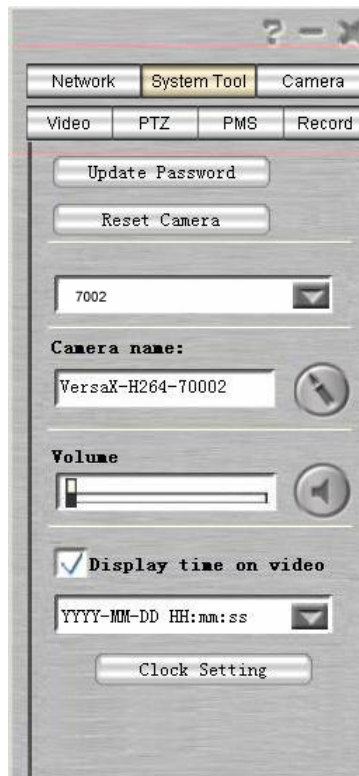 ? 
Network System Tool Camera
Video PTZ PMS Record
Update Password
Reset Camera
7002
Camera name:
VersaX-H264-70002
Volume
Display time on video
YYYY-MM-DD HH:mm:ss
Clock Setting